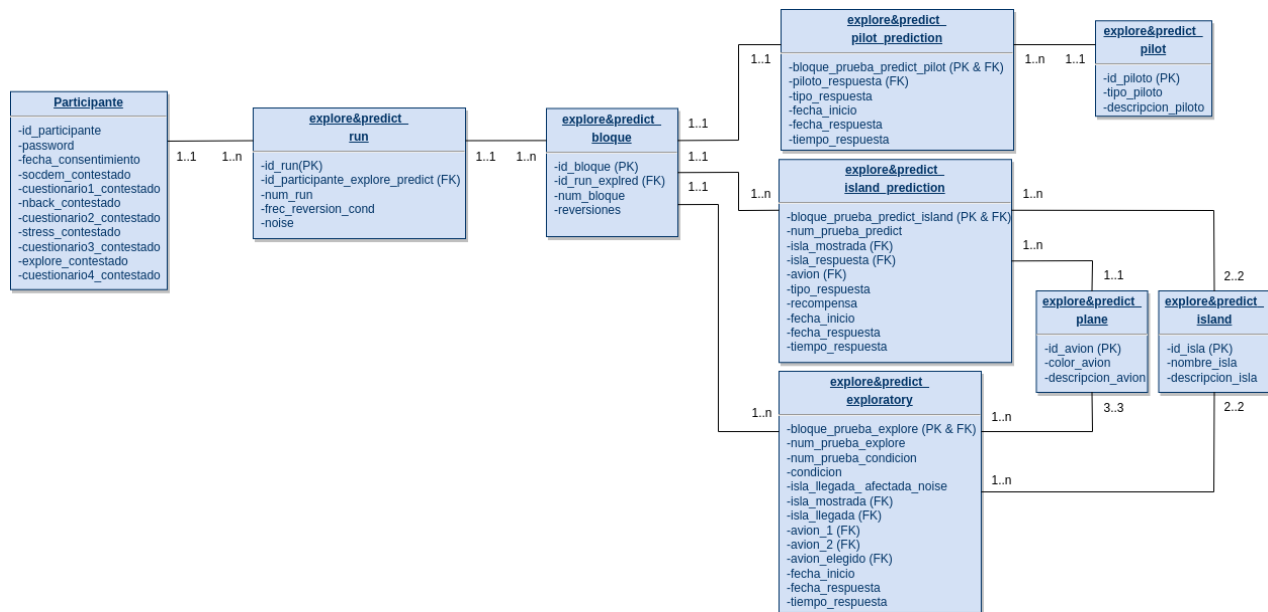 Participante
-id_participante
-password
-fecha_consentimiento
-socdem_contestado
-cuestionario1_contestado
-nback_contestado
-cuestionario2_contestado
-stress_contestado
-cuestionario3_contestado
-explore_contestado
-cuestionario4_contestado
1..1
1..n
explore&predict_
run
-id_run(PK)
-id_participante_explore_predict (FK)
-num_run
-frec_reversion_cond
-noise
1..1
1..n
explore&predict_
bloque
-id_bloque (PK)
-id_run_explred (FK)
-num_bloque
-reversiones
1..1
1..1
1..1
1..1
explore&predict_
pilot_prediction
-bloque_prueba_predict_pilot (PK & FK)
-piloto_respuesta (FK)
-tipo_respuesta
-fecha_inicio
-fecha_respuesta
-tiempo_respuesta
1..n
1..1
explore&predict_
pilot
-id_piloto (PK)
-tipo_piloto
-descripcion_piloto
1..n
explore&predict_
island_prediction
-bloque_prueba_predict_island (PK & FK)
-num_prueba_predict
-isla_mostrada (FK)
-isla_respuesta (FK)
-avion (FK)
-tipo_respuesta
-recompensa
-fecha_inicio
-fecha_respuesta
-tiempo_respuesta
1..n
1..n
1..1
2..2
explore&predict_
plane
-id_avion (PK)
-color_avion
-descripcion_avion
3..3
explore&predict_
island
-id_isla (PK)
-nombre_isla
-descripcion_isla
2..2
1..n
explore&predict_
exploratory
-bloque_prueba_explore (PK & FK)
-num_prueba_explore
-num_prueba_condicion
-condicion
-isla_llegada_ afectada_noise
-isla_mostrada (FK)
-isla_llegada (FK)
-avion_1 (FK)
-avion_2 (FK)
-avion_elegido (FK)
-fecha_inicio
-fecha_respuesta
-tiempo_respuesta
1..n
1..n